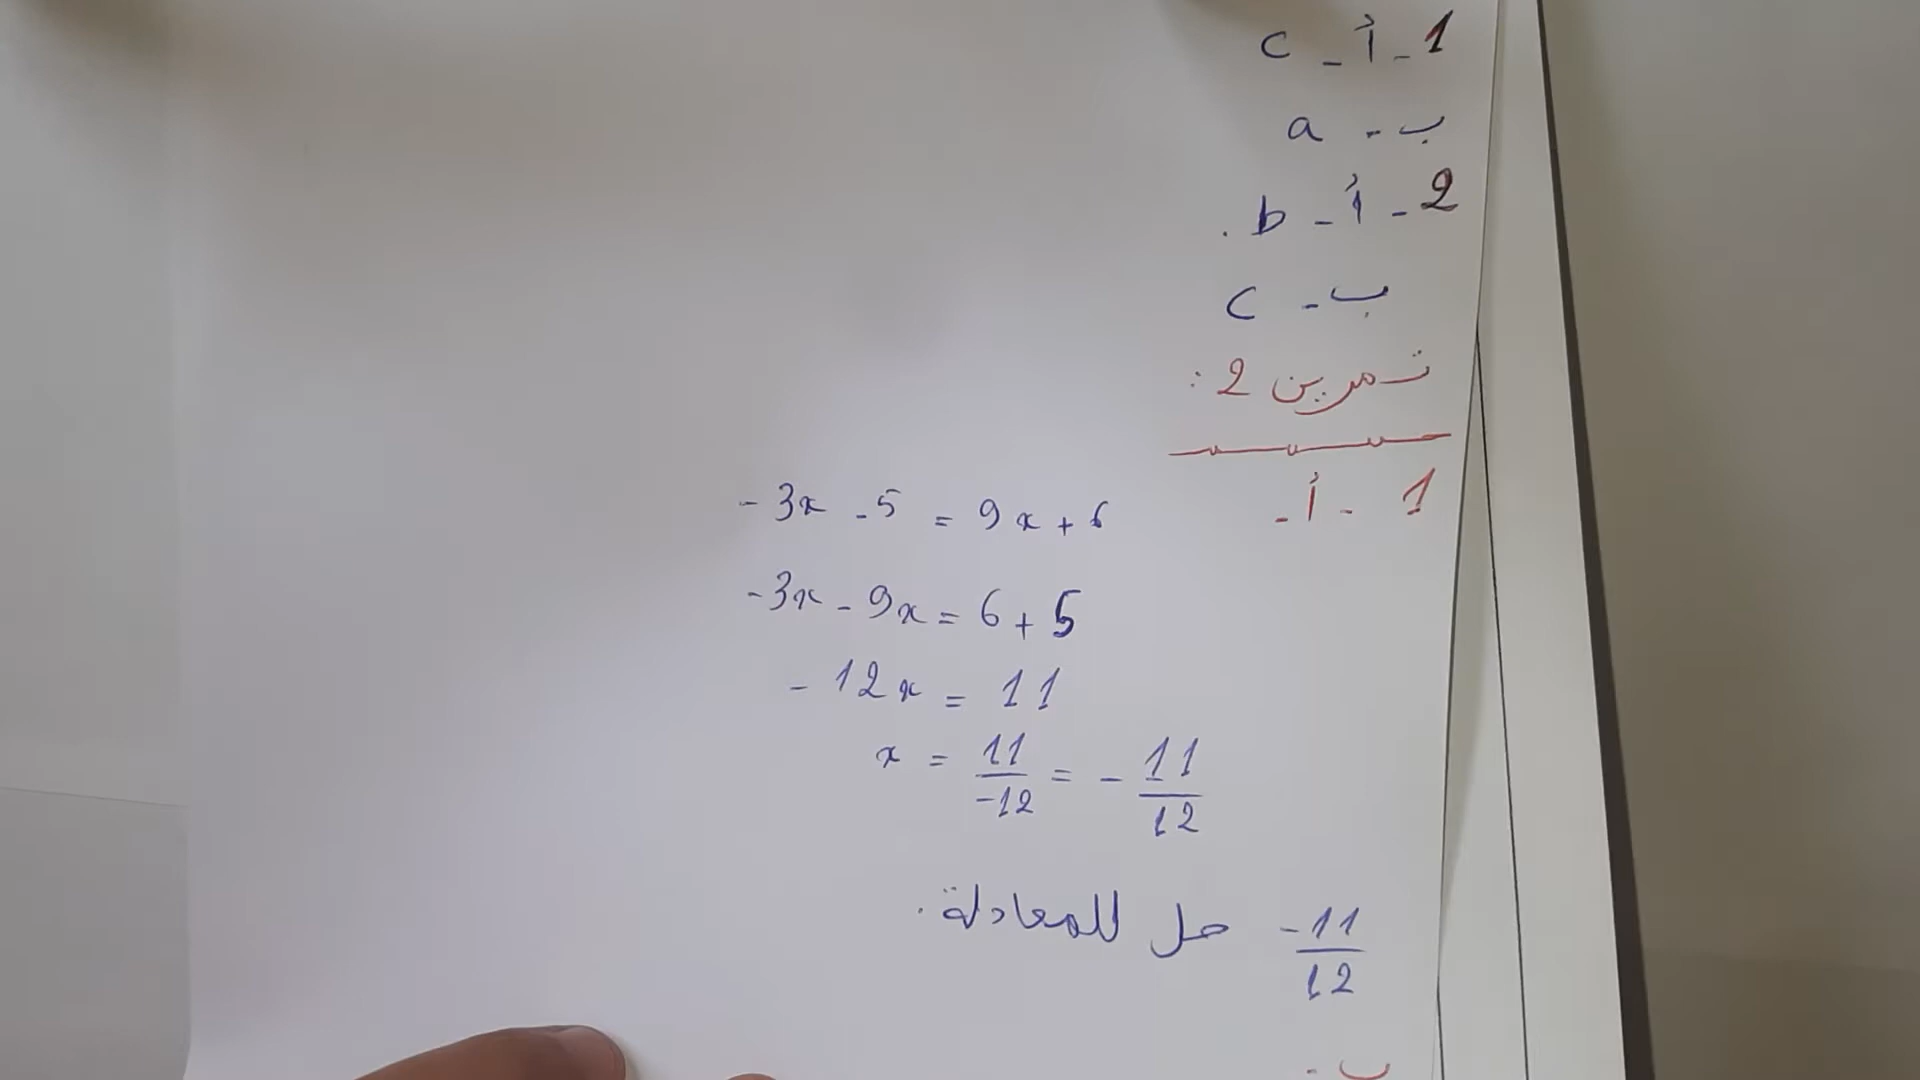 1 - أ - c
ب - a
2 - أ - b .
ب - c
تمرين 2 :
1 - أ -
- 3x - 5 = 9x + 6
- 3x - 9x = 6 + 5
- 12x = 11
x = 11/-12 = - 11/12
-11/12 حل للمعادلة .
ب -